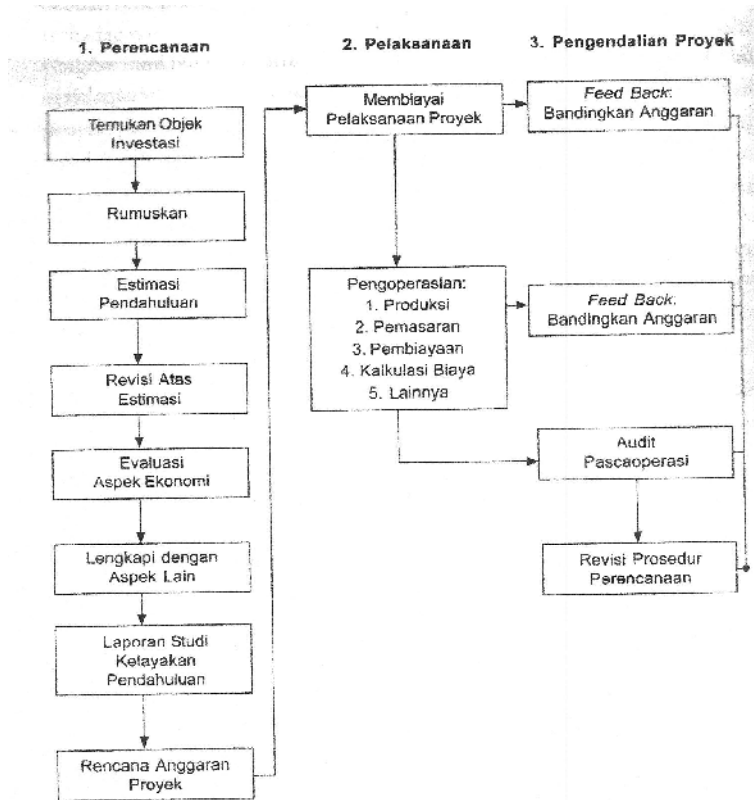 1. Perencanaan
Temukan Objek
Investasi
Rumuskan
Estimasi
Pendahuluan
Revisi Atas
Estimasi
Evaluasi
Aspek Ekonomi
Lengkapi dengan
Aspek Lain
Laporan Studi
Kelayakan
Pendahuluan
Rencana Anggaran
Proyek
2. Pelaksanaan
Membiayai
Pelaksanaan Proyek
Pengoperasian:
1. Produksi
2. Pemasaran
3. Pembiayaan
4. Kalkulasi Biaya
5. Lainnya
3. Pengendalian Proyek
Feed Back:
Bandingkan Anggaran
Feed Back:
Bandingkan Anggaran
Audit
Pascaoperasi
Revisi Prosedur
Perencanaan